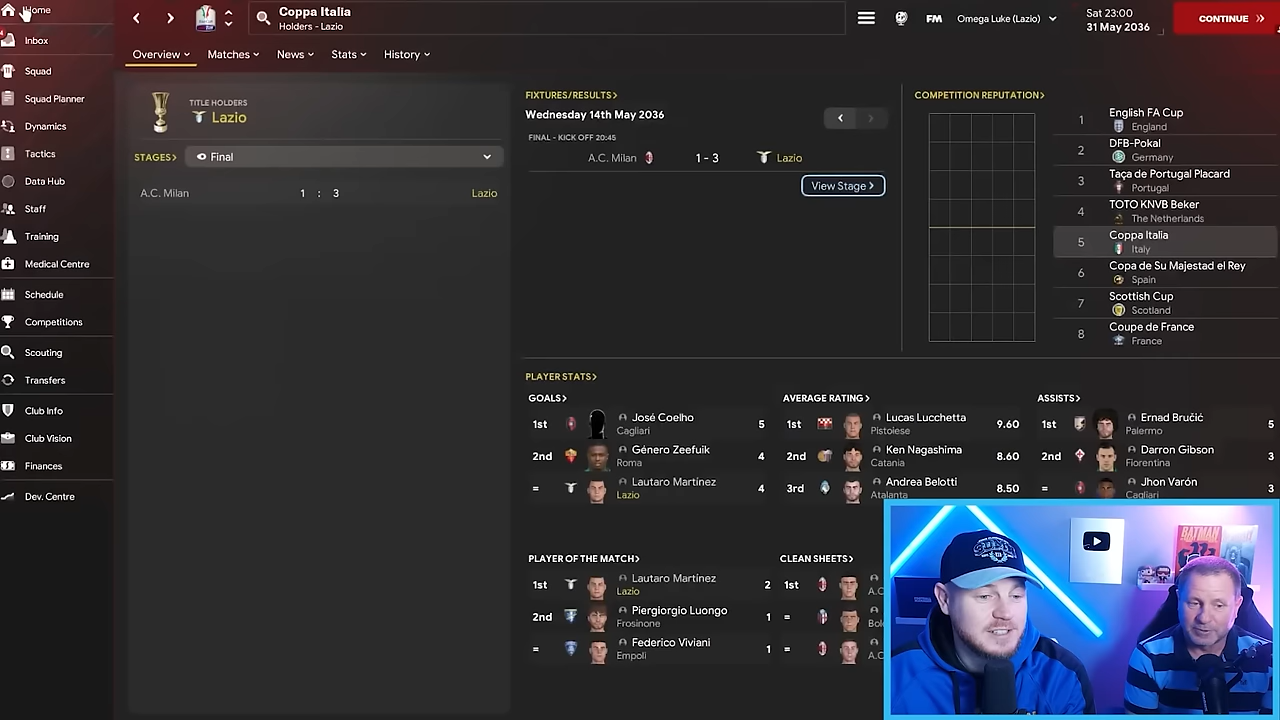 Home
Inbox
Squad
Squad Planner
Dynamics
Tactics
Data Hub
Staff
Training
Medical Centre
Schedule
Competitions
Scouting
Transfers
Club Info
Club Vision
Finances
Dev. Centre
Coppa Italia
Holders - Lazio
FM
Omega Luke (Lazio)
Sat 23:00
31 May 2036
CONTINUE
Overview
Matches
News
Stats
History
TITLE HOLDERS
Lazio
STAGES
Final
A.C. Milan 1 : 3 Lazio
FIXTURES/RESULTS
Wednesday 14th May 2036
FINAL - KICK OFF 20:45
A.C. Milan 1 - 3 Lazio
View Stage
COMPETITION REPUTATION
1 English FA Cup
England
2 DFB-Pokal
Germany
3 Taça de Portugal Placard
Portugal
4 TOTO KNVB Beker
The Netherlands
5 Coppa Italia
Italy
6 Copa de Su Majestad el Rey
Spain
7 Scottish Cup
Scotland
8 Coupe de France
France
PLAYER STATS
GOALS
1st José Coelho 5
Cagliari
2nd Género Zeefuik 4
Roma
= Lautaro Martínez 4
Lazio
AVERAGE RATING
1st Lucas Lucchetta 9.60
Pistoiese
2nd Ken Nagashima 8.60
Catania
3rd Andrea Belotti 8.50
Atalanta
ASSISTS
1st Ernad Bručić 5
Palermo
2nd Darron Gibson 3
Fiorentina
= Jhon Varón 3
Cagliari
PLAYER OF THE MATCH
1st Lautaro Martínez 2
Lazio
2nd Piergiorgio Luongo 1
Frosinone
= Federico Viviani 1
Empoli
CLEAN SHEETS
1st
A.C
=
Bol
=
A.C
BATMAN